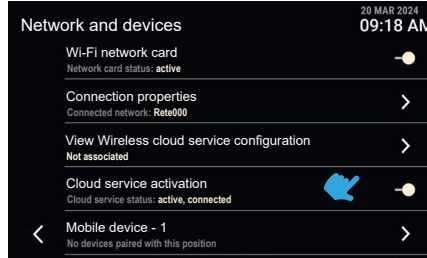 20 MAR 2024
Network and devices
09:18 AM
Wi-Fi network card
Network card status: active
Connection properties
Connected network: Rete000
View Wireless cloud service configuration
Not associated
Cloud service activation
Cloud service status: active, connected
Mobile device - 1
No devices paired with this position